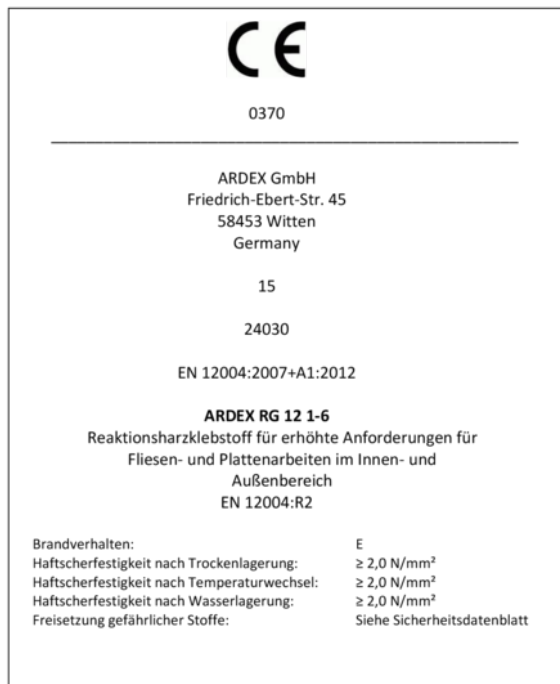 CE
0370
ARDEX GmbH
Friedrich-Ebert-Str. 45
58453 Witten
Germany
15
24030
EN 12004:2007+A1:2012
ARDEX RG 12 1-6
Reaktionsharzklebstoff für erhöhte Anforderungen für
Fliesen- und Plattenarbeiten im Innen- und
Außenbereich
EN 12004:R2
Brandverhalten: E
Haftscherfestigkeit nach Trockenlagerung: ≥ 2,0 N/mm²
Haftscherfestigkeit nach Temperaturwechsel: ≥ 2,0 N/mm²
Haftscherfestigkeit nach Wasserlagerung: ≥ 2,0 N/mm²
Freisetzung gefährlicher Stoffe: Siehe Sicherheitsdatenblatt